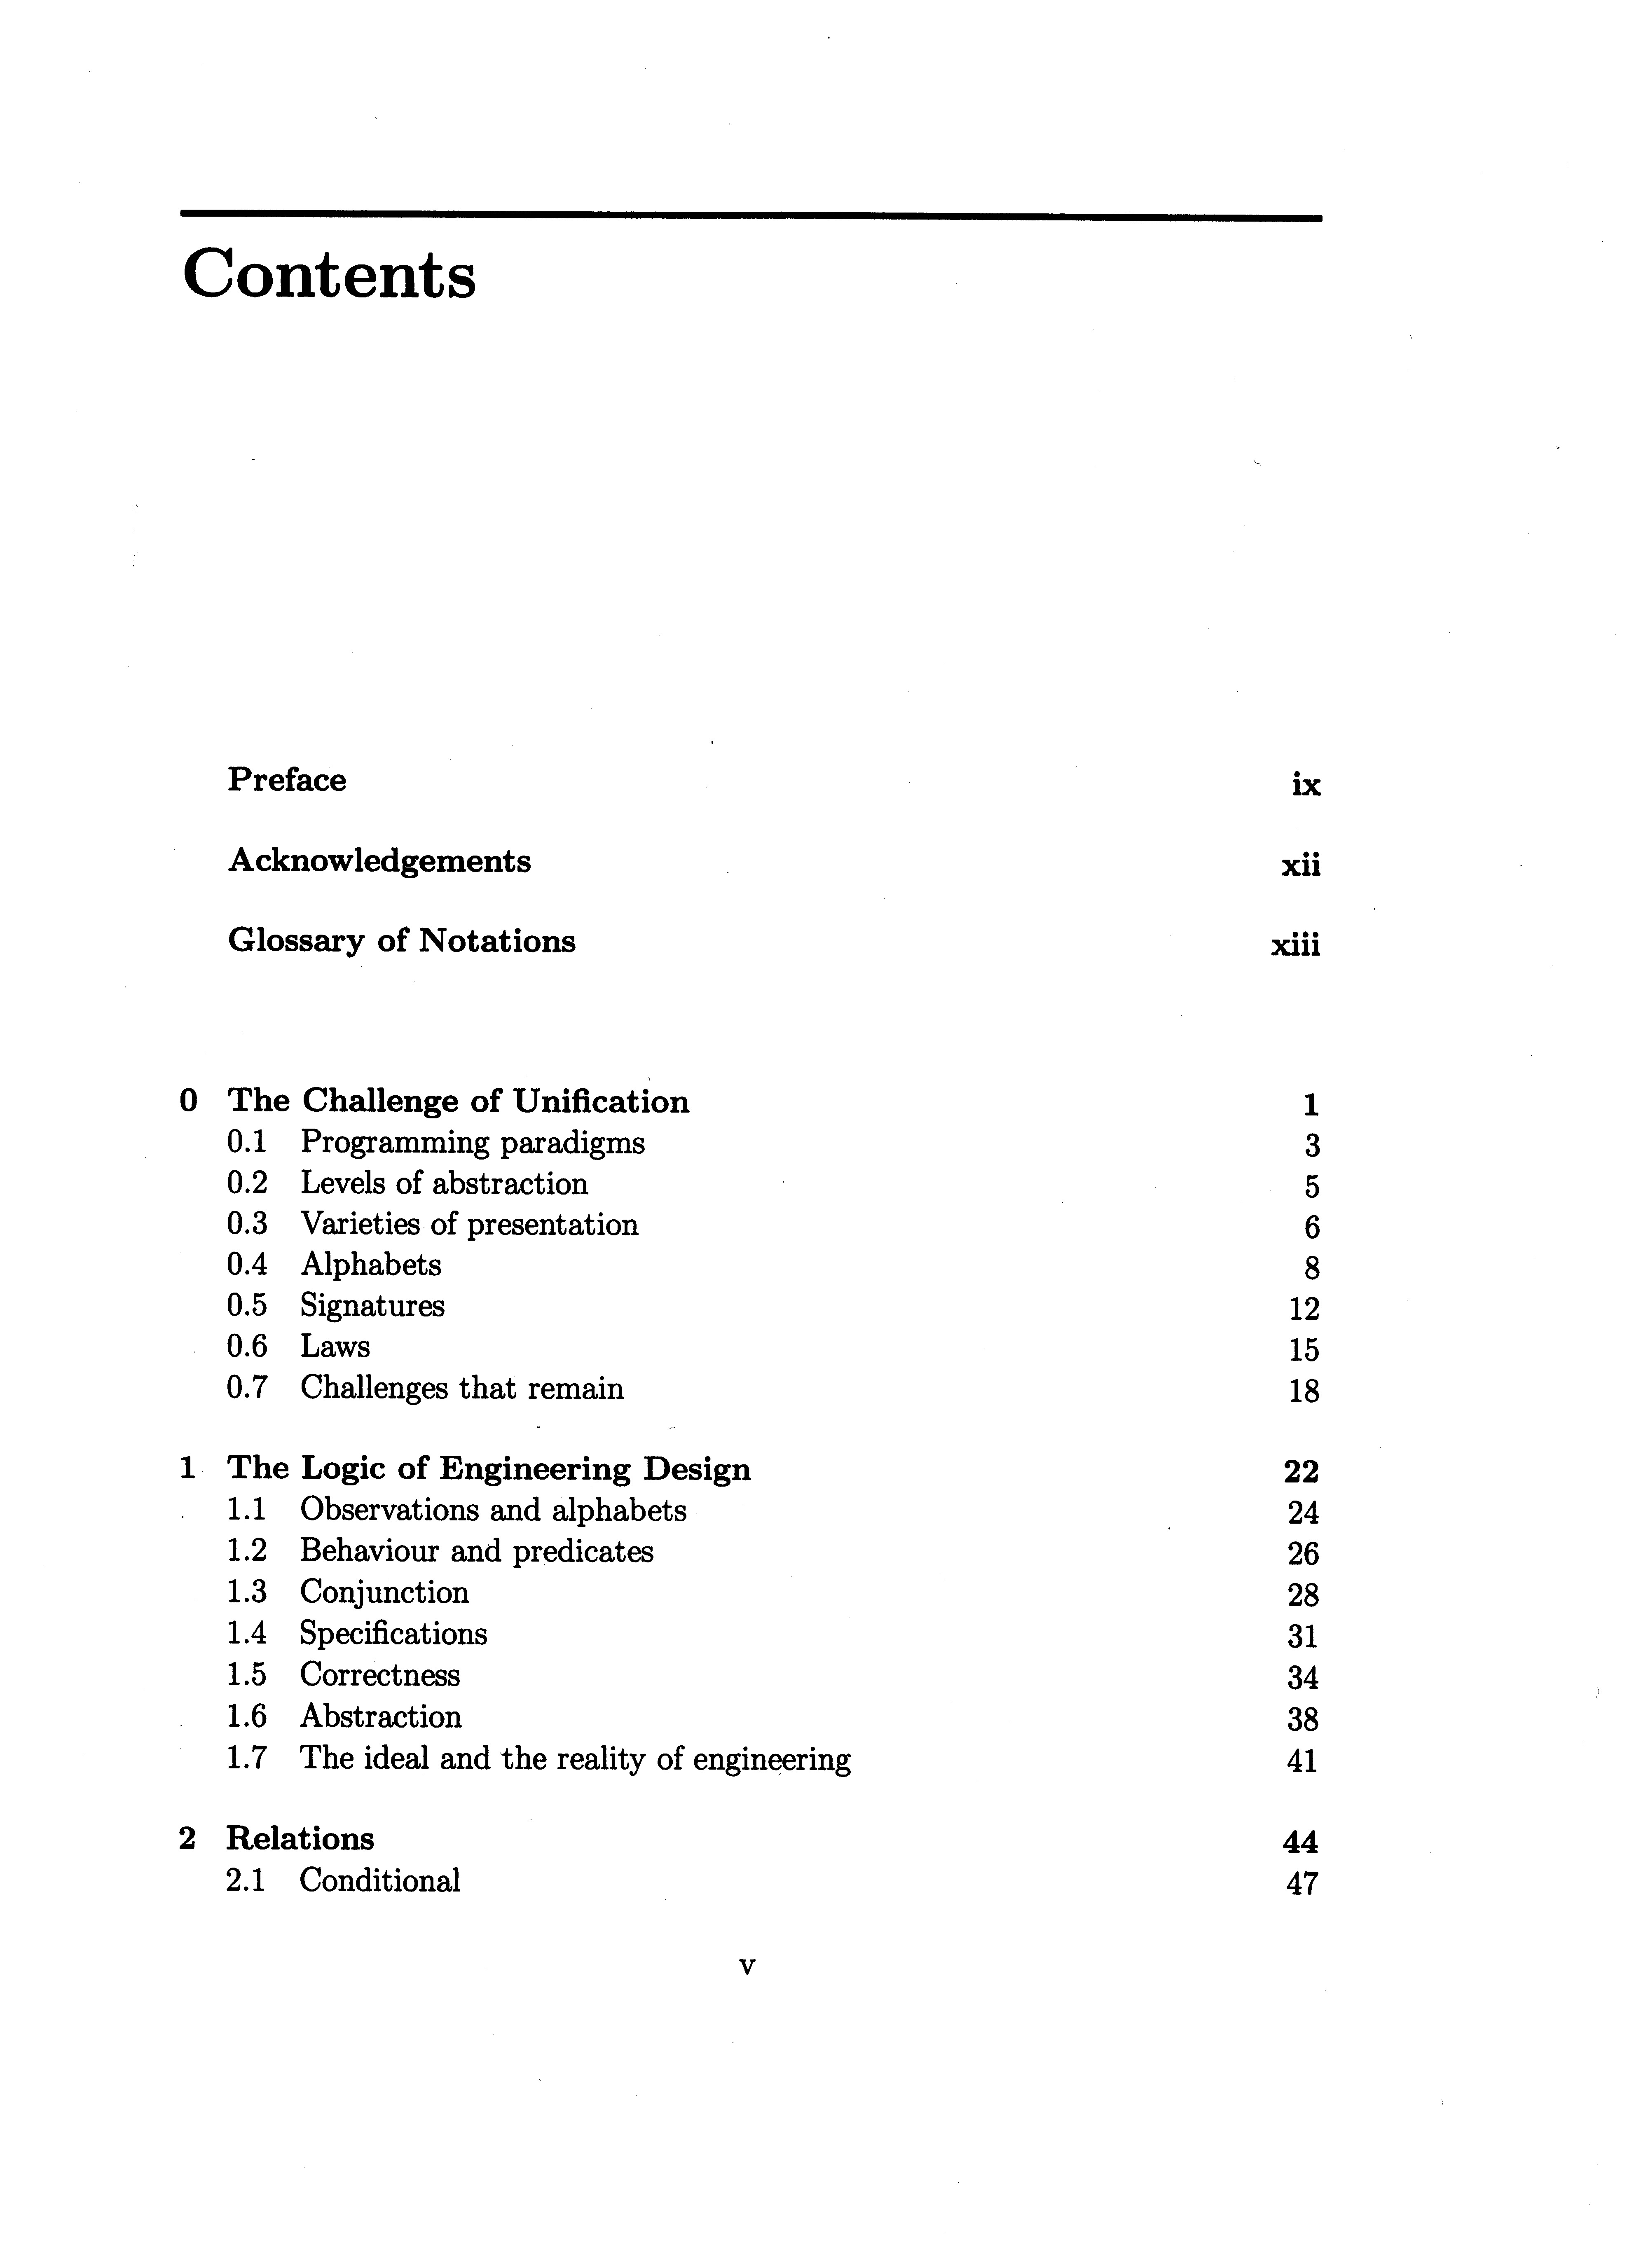 Contents
Preface ix
Acknowledgements xii
Glossary of Notations xiii
0 The Challenge of Unification 1
0.1 Programming paradigms 3
0.2 Levels of abstraction 5
0.3 Varieties of presentation 6
0.4 Alphabets 8
0.5 Signatures 12
0.6 Laws 15
0.7 Challenges that remain 18
1 The Logic of Engineering Design 22
1.1 Observations and alphabets 24
1.2 Behaviour and predicates 26
1.3 Conjunction 28
1.4 Specifications 31
1.5 Correctness 34
1.6 Abstraction 38
1.7 The ideal and the reality of engineering 41
2 Relations 44
2.1 Conditional 47
v